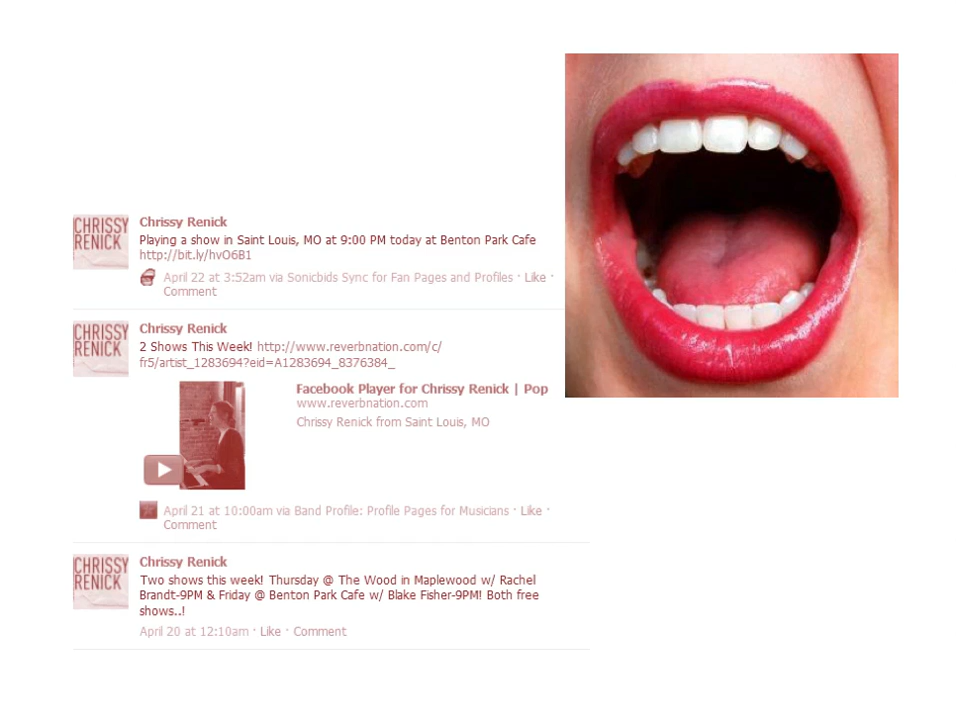 CHRISSY
RENICK
Chrissy Renick
Playing a show in Saint Louis, MO at 9:00 PM today at Benton Park Cafe
http://bit.ly/hvO6B1
April 22 at 3:52am via Sonicbids Sync for Fan Pages and Profiles · Like ·
Comment
CHRISSY
RENICK
Chrissy Renick
2 Shows This Week! http://www.reverbnation.com/c/
fr5/artist_1283694?eid=A1283694_8376384_
Facebook Player for Chrissy Renick | Pop
www.reverbnation.com
Chrissy Renick from Saint Louis, MO
April 21 at 10:00am via Band Profile: Profile Pages for Musicians · Like ·
Comment
CHRISSY
RENICK
Chrissy Renick
Two shows this week! Thursday @ The Wood in Maplewood w/ Rachel
Brandt-9PM & Friday @ Benton Park Cafe w/ Blake Fisher-9PM! Both free
shows..!
April 20 at 12:10am · Like · Comment